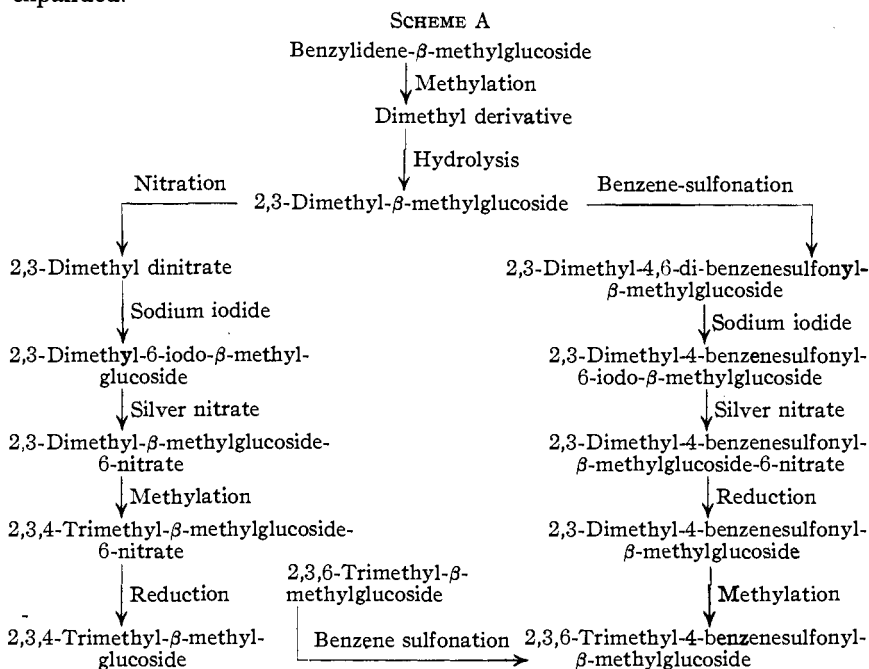 expanded.
SCHEME A
Benzylidene-β-methylglucoside
Methylation
Dimethyl derivative
Hydrolysis
Nitration
Benzene-sulfonation
2,3-Dimethyl-β-methylglucoside
2,3-Dimethyl dinitrate
Sodium iodide
2,3-Dimethyl-6-iodo-β-methyl-
glucoside
Silver nitrate
2,3-Dimethyl-β-methylglucoside-
6-nitrate
Methylation
2,3,4-Trimethyl-β-methylglucoside-
6-nitrate
Reduction
2,3,4-Trimethyl-β-methyl-
glucoside
2,3-Dimethyl-4,6-di-benzenesulfonyl-
β-methylglucoside
Sodium iodide
2,3-Dimethyl-4-benzenesulfonyl-
6-iodo-β-methylglucoside
Silver nitrate
2,3-Dimethyl-4-benzenesulfonyl-
β-methylglucoside-6-nitrate
Reduction
2,3-Dimethyl-4-benzenesulfonyl-
β-methylglucoside
Methylation
2,3,6-Trimethyl-β-
methylglucoside
Benzene sulfonation
2,3,6-Trimethyl-4-benzenesulfonyl-
β-methylglucoside